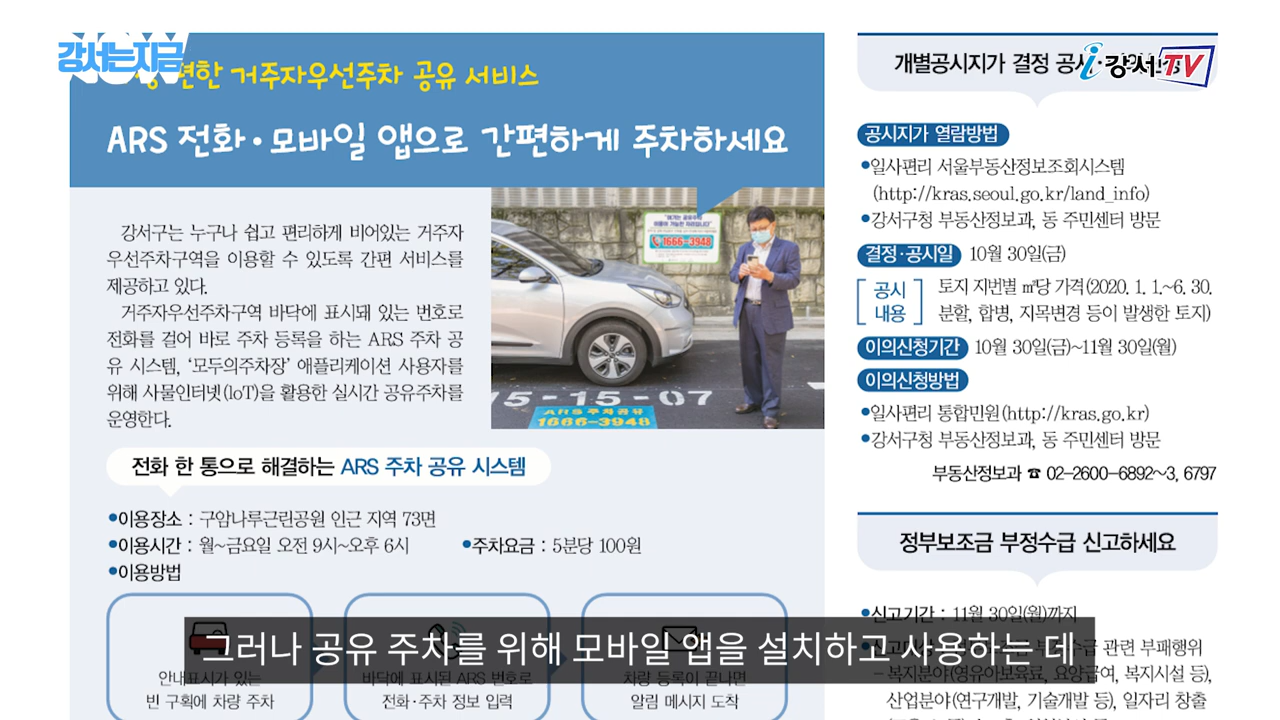 강서는지금
NOW
편한 거주자우선주차 공유 서비스
ARS 전화·모바일 앱으로 간편하게 주차하세요
강서구는 누구나 쉽고 편리하게 비어있는 거주자
우선주차구역을 이용할 수 있도록 간편 서비스를
제공하고 있다.
거주자우선주차구역 바닥에 표시돼 있는 번호로
전화를 걸어 바로 주차 등록을 하는 ARS 주차 공
유 시스템, ‘모두의주차장’ 애플리케이션 사용자를
위해 사물인터넷(IoT)을 활용한 실시간 공유주차를
운영한다.
1666-3948
15-15-07
ARS 주차공유
1666-3948
전화 한 통으로 해결하는 ARS 주차 공유 시스템
●이용장소 : 구암나루근린공원 인근 지역 73면
●이용시간 : 월~금요일 오전 9시~오후 6시 ●주차요금 : 5분당 100원
●이용방법
안내표시가 있는
빈 구획에 차량 주차
바닥에 표시된 ARS 번호로
전화·주차 정보 입력
차량 등록이 끝나면
알림 메시지 도착
개별공시지가 결정 공시·
i강서TV
공시지가 열람방법
●일사편리 서울부동산정보조회시스템
(http://kras.seoul.go.kr/land_info)
●강서구청 부동산정보과, 동 주민센터 방문
결정·공시일 10월 30일(금)
공시
내용
토지 지번별 ㎡당 가격(2020. 1. 1.~6. 30.
분할, 합병, 지목변경 등이 발생한 토지)
이의신청기간 10월 30일(금)~11월 30일(월)
이의신청방법
●일사편리 통합민원(http://kras.go.kr)
●강서구청 부동산정보과, 동 주민센터 방문
부동산정보과 ☎ 02-2600-6892~3, 6797
정부보조금 부정수급 신고하세요
●신고기간 : 11월 30일(월)까지
관련 부패행위
- 복지분야(영유아보육료, 요양급여, 복지시설 등),
산업분야(연구개발, 기술개발 등), 일자리 창출
그러나 공유 주차를 위해 모바일 앱을 설치하고 사용하는 데